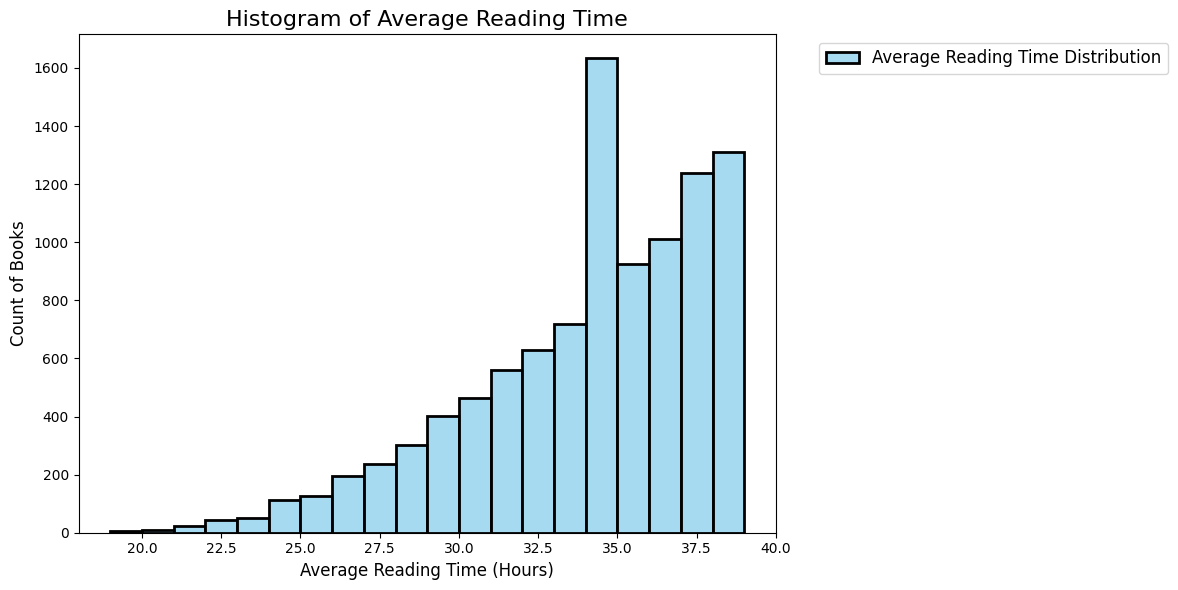 Histogram of Average Reading Time
Average Reading Time Distribution
Count of Books
1600
1400
1200
1000
800
600
400
200
0
20.0 22.5 25.0 27.5 30.0 32.5 35.0 37.5 40.0
Average Reading Time (Hours)